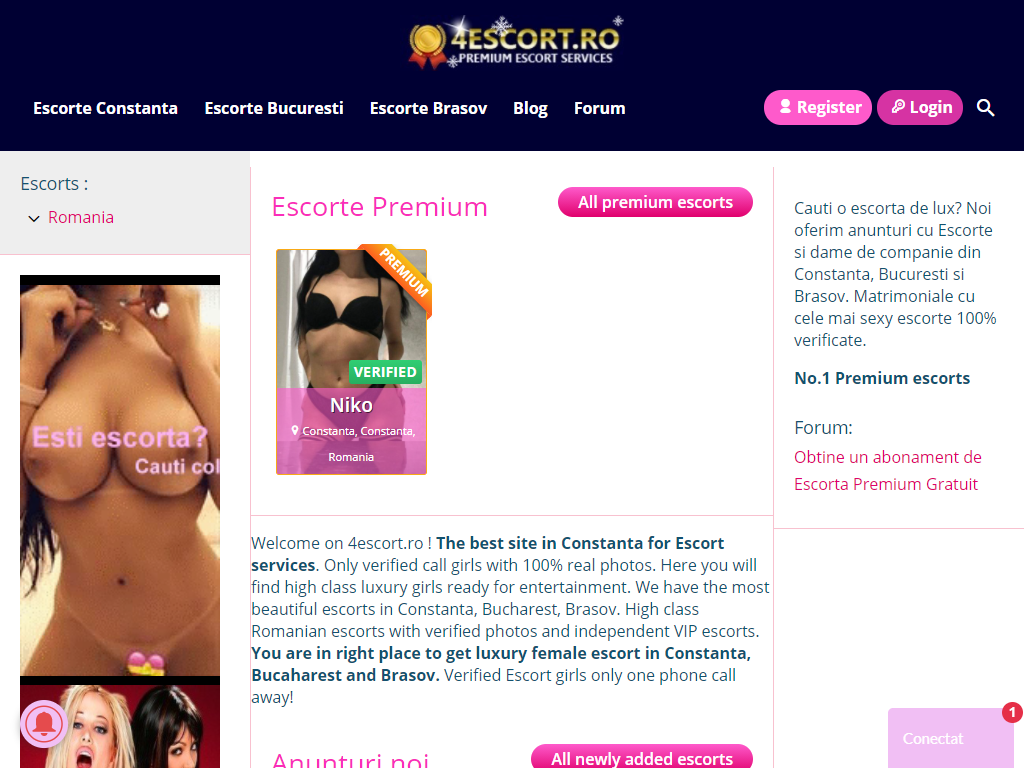 4ESCORT.RO
PREMIUM ESCORT SERVICES
Escorte Constanta
Escorte Bucuresti
Escorte Brasov
Blog
Forum
Register
Login
Escorts :
Romania
Esti escorta?
Cauti col
Escorte Premium
All premium escorts
PREMIUM
VERIFIED
Niko
Constanta, Constanta,
Romania
Welcome on 4escort.ro ! The best site in Constanta for Escort
services. Only verified call girls with 100% real photos. Here you will
find high class luxury girls ready for entertainment. We have the most
beautiful escorts in Constanta, Bucharest, Brasov. High class
Romanian escorts with verified photos and independent VIP escorts.
You are in right place to get luxury female escort in Constanta,
Bucaharest and Brasov. Verified Escort girls only one phone call
away!
Anunturi noi
All newly added escorts
Cauti o escorta de lux? Noi
oferim anunturi cu Escorte
si dame de companie din
Constanta, Bucuresti si
Brasov. Matrimoniale cu
cele mai sexy escorte 100%
verificate.
No.1 Premium escorts
Forum:
Obtine un abonament de
Escorta Premium Gratuit
1
Conectat